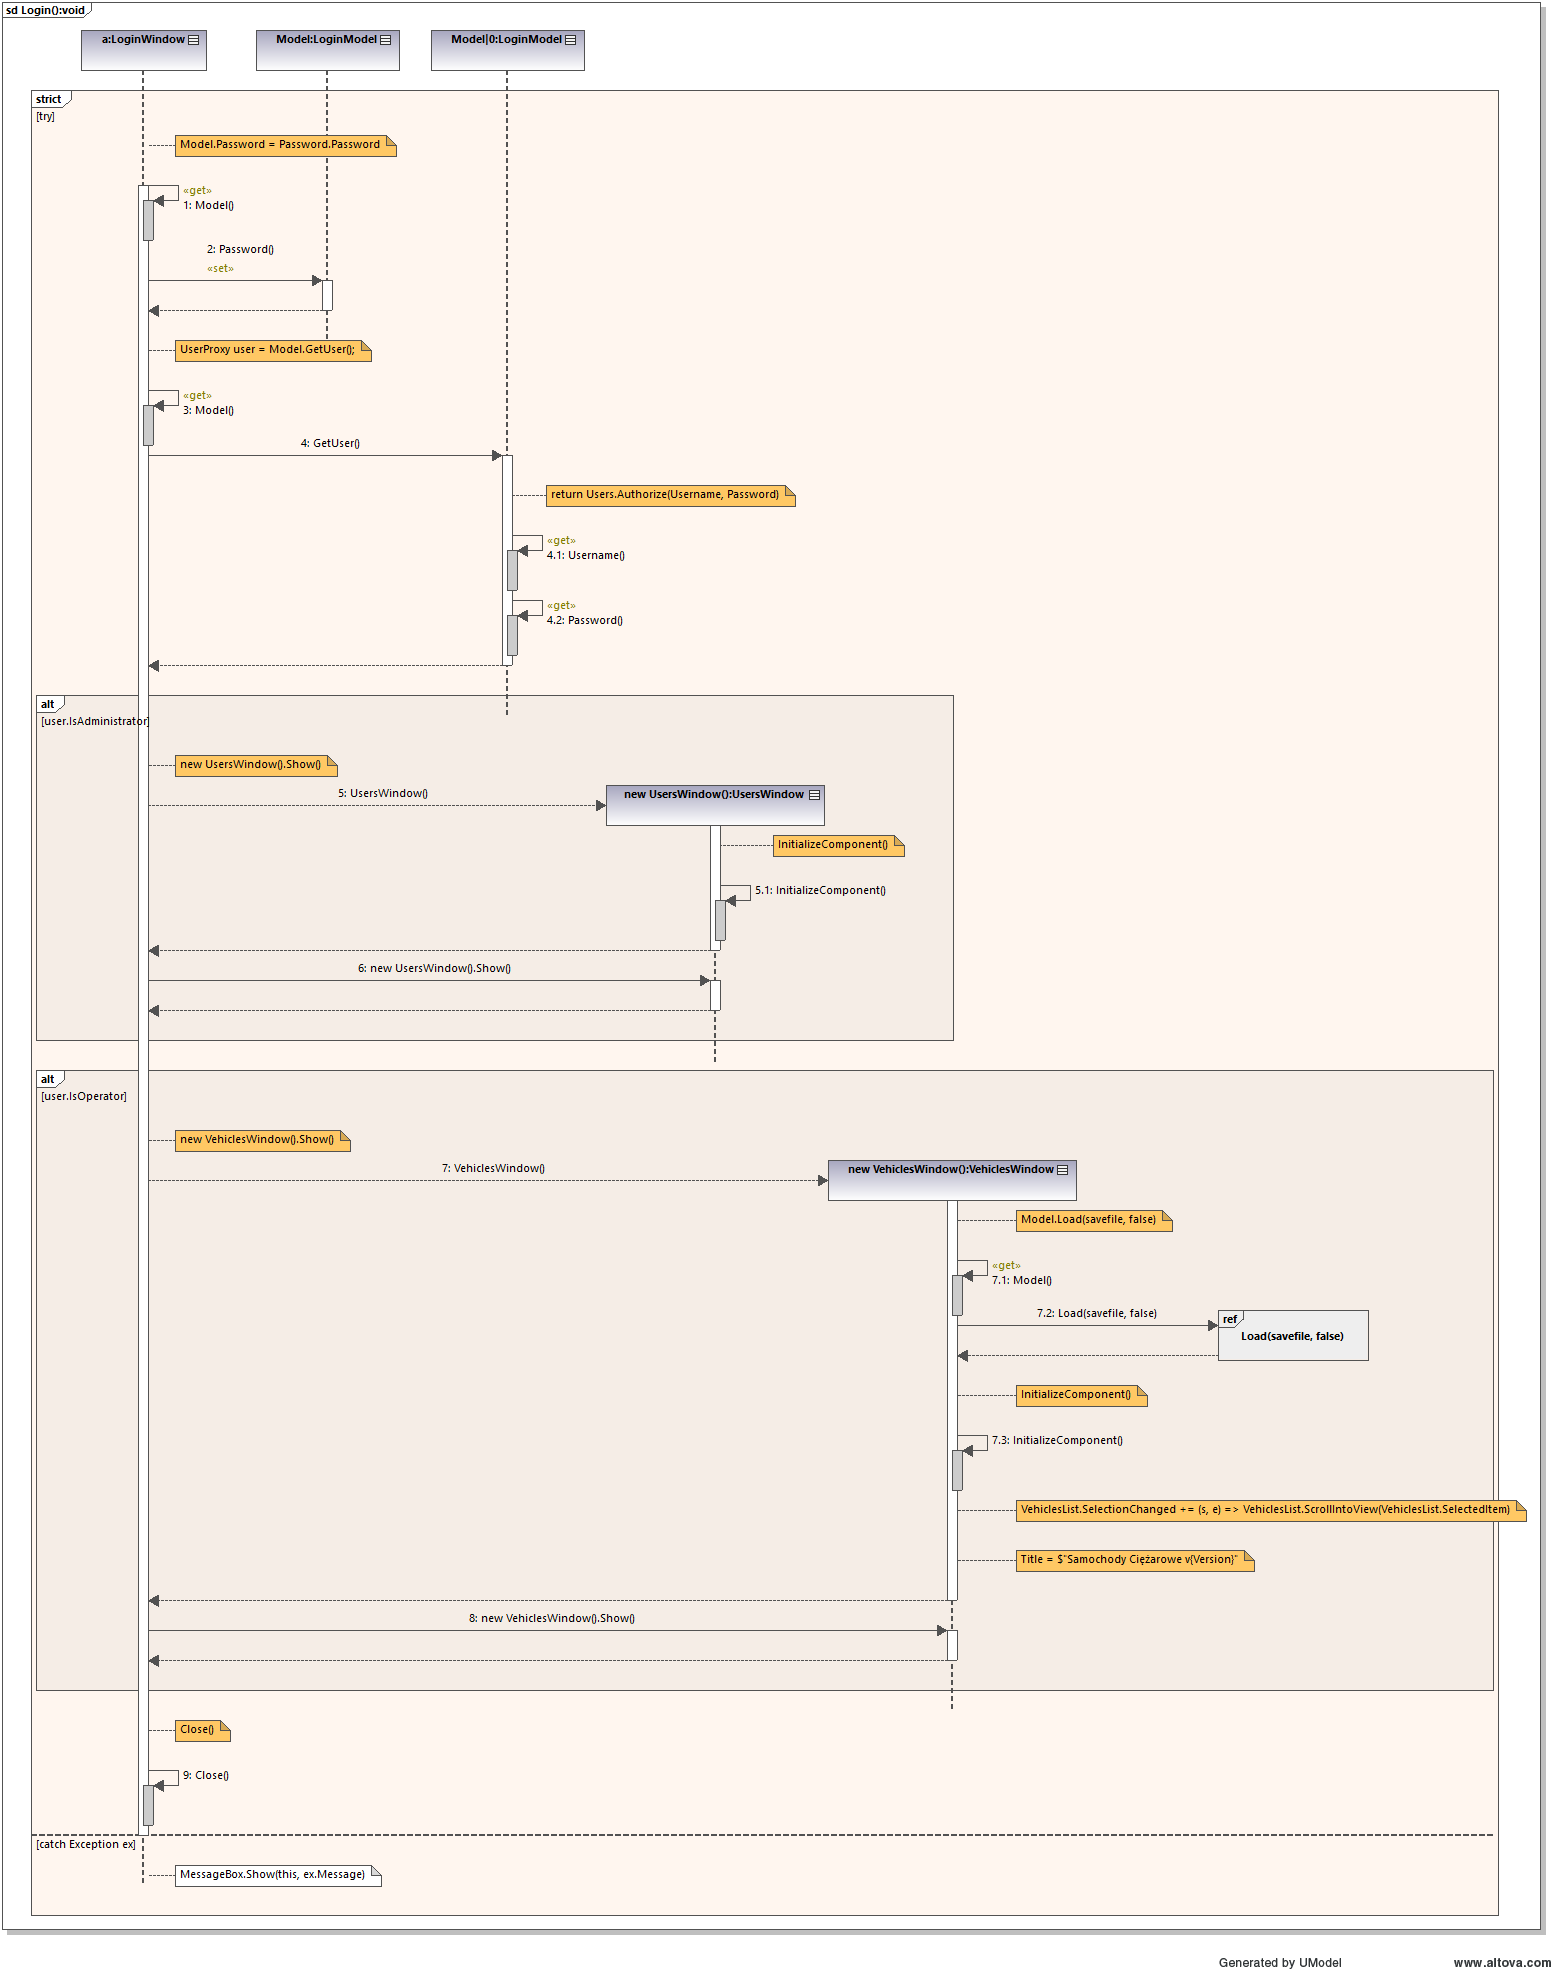 sd Login():void
a:LoginWindow
Model:LoginModel
Model|0:LoginModel
strict
[try]
Model.Password = Password.Password
«get»
1: Model()
2: Password()
«set»
UserProxy user = Model.GetUser();
«get»
3: Model()
4: GetUser()
return Users.Authorize(Username, Password)
«get»
4.1: Username()
«get»
4.2: Password()
alt
[user.IsAdministrator]
new UsersWindow().Show()
5: UsersWindow()
new UsersWindow():UsersWindow
InitializeComponent()
5.1: InitializeComponent()
6: new UsersWindow().Show()
alt
[user.IsOperator]
new VehiclesWindow().Show()
7: VehiclesWindow()
new VehiclesWindow():VehiclesWindow
Model.Load(savefile, false)
«get»
7.1: Model()
7.2: Load(savefile, false)
ref
Load(savefile, false)
InitializeComponent()
7.3: InitializeComponent()
VehiclesList.SelectionChanged += (s, e) => VehiclesList.ScrollIntoView(VehiclesList.SelectedItem)
Title = $"Samochody Ciężarowe v{Version}"
8: new VehiclesWindow().Show()
Close()
9: Close()
[catch Exception ex]
MessageBox.Show(this, ex.Message)
Generated by UModel
www.altova.com